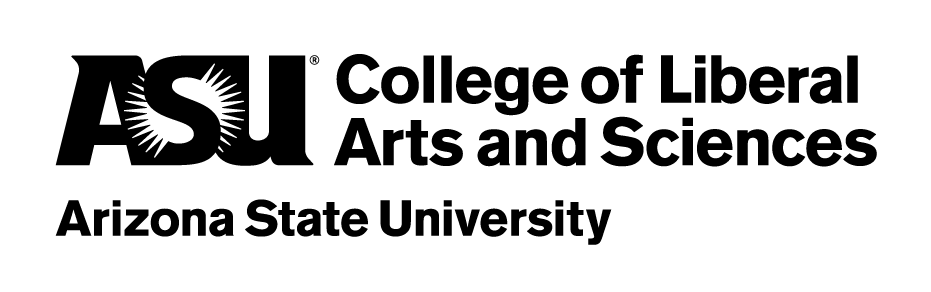 ASU® College of Liberal
Arts and Sciences
Arizona State University